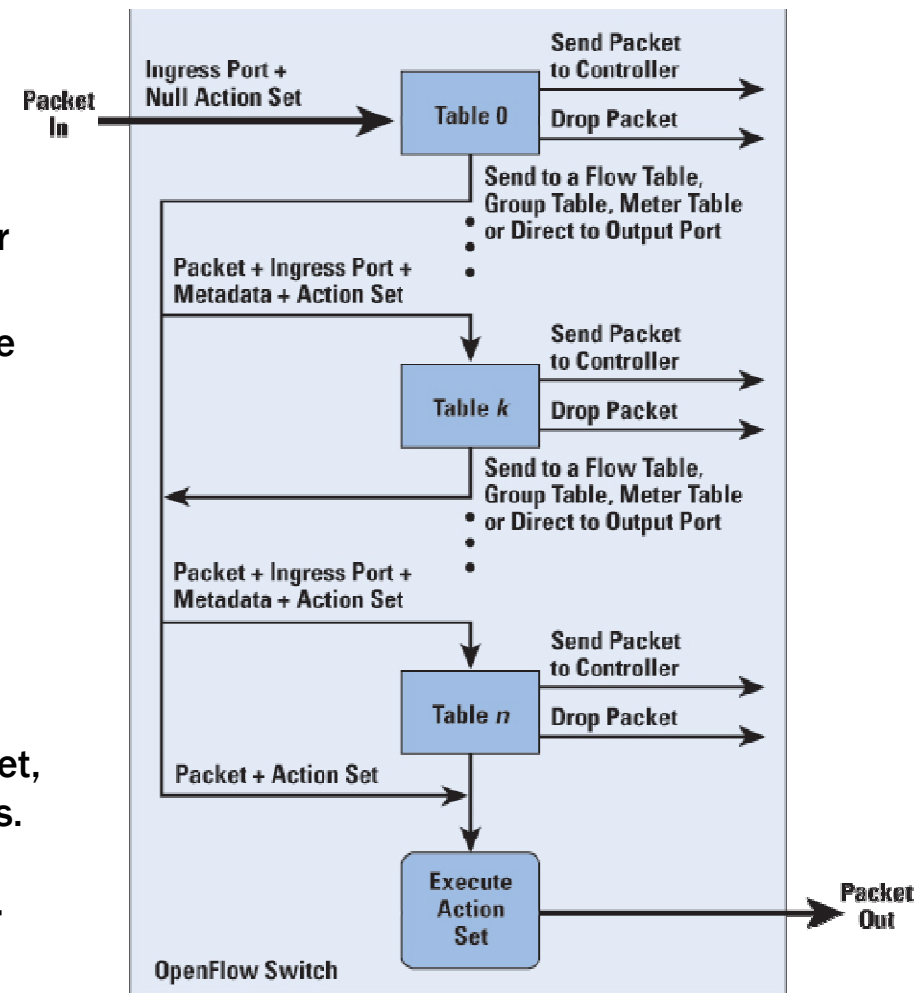 Ingress Port +
Null Action Set
Packet
In
Table 0
Send Packet
to Controller
Drop Packet
Send to a Flow Table,
Group Table, Meter Table
or Direct to Output Port
r
Packet + Ingress Port +
Metadata + Action Set
e
Table k
Send Packet
to Controller
Drop Packet
Send to a Flow Table,
Group Table, Meter Table
or Direct to Output Port
Packet + Ingress Port +
Metadata + Action Set
Table n
Send Packet
to Controller
Drop Packet
et,
s.
Packet + Action Set
Execute
Action
Set
Packet
Out
OpenFlow Switch